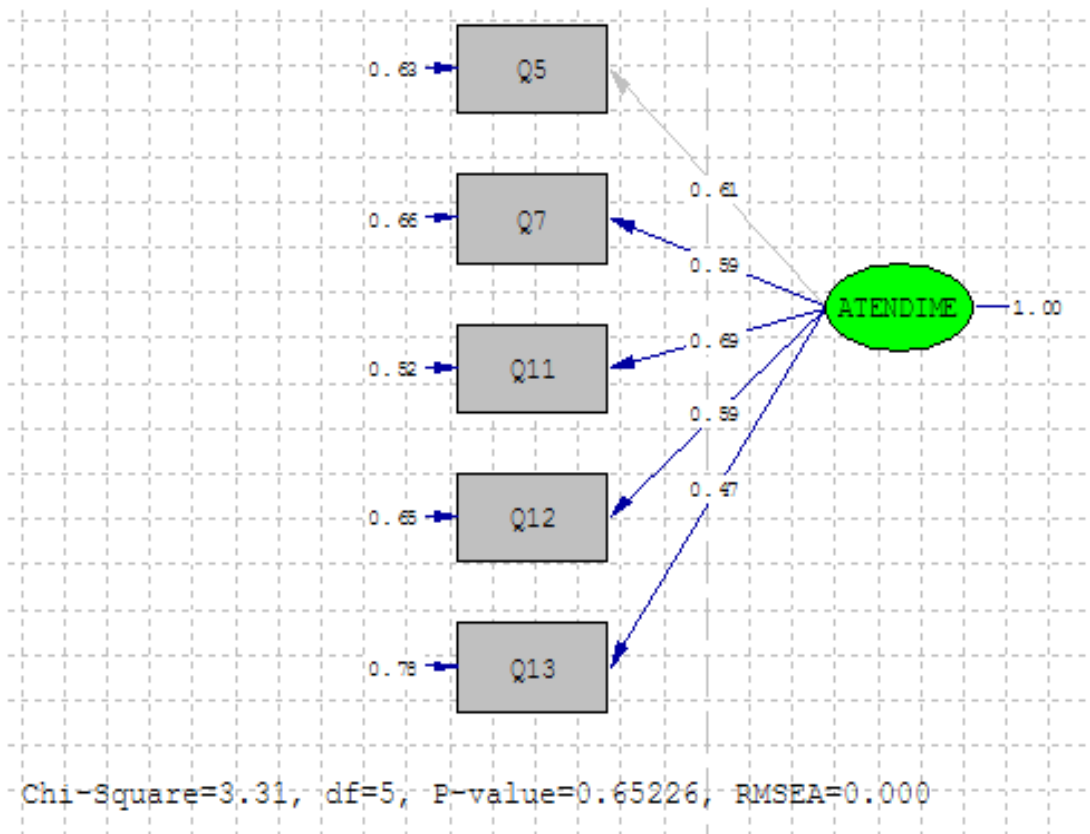 0.63 Q5
0.61
0.66 Q7
0.59
ATENDIME 1.00
0.69
0.52 Q11
0.59
0.47
0.65 Q12
0.78 Q13
Chi-Square=3.31, df=5, P-value=0.65226, RMSEA=0.000